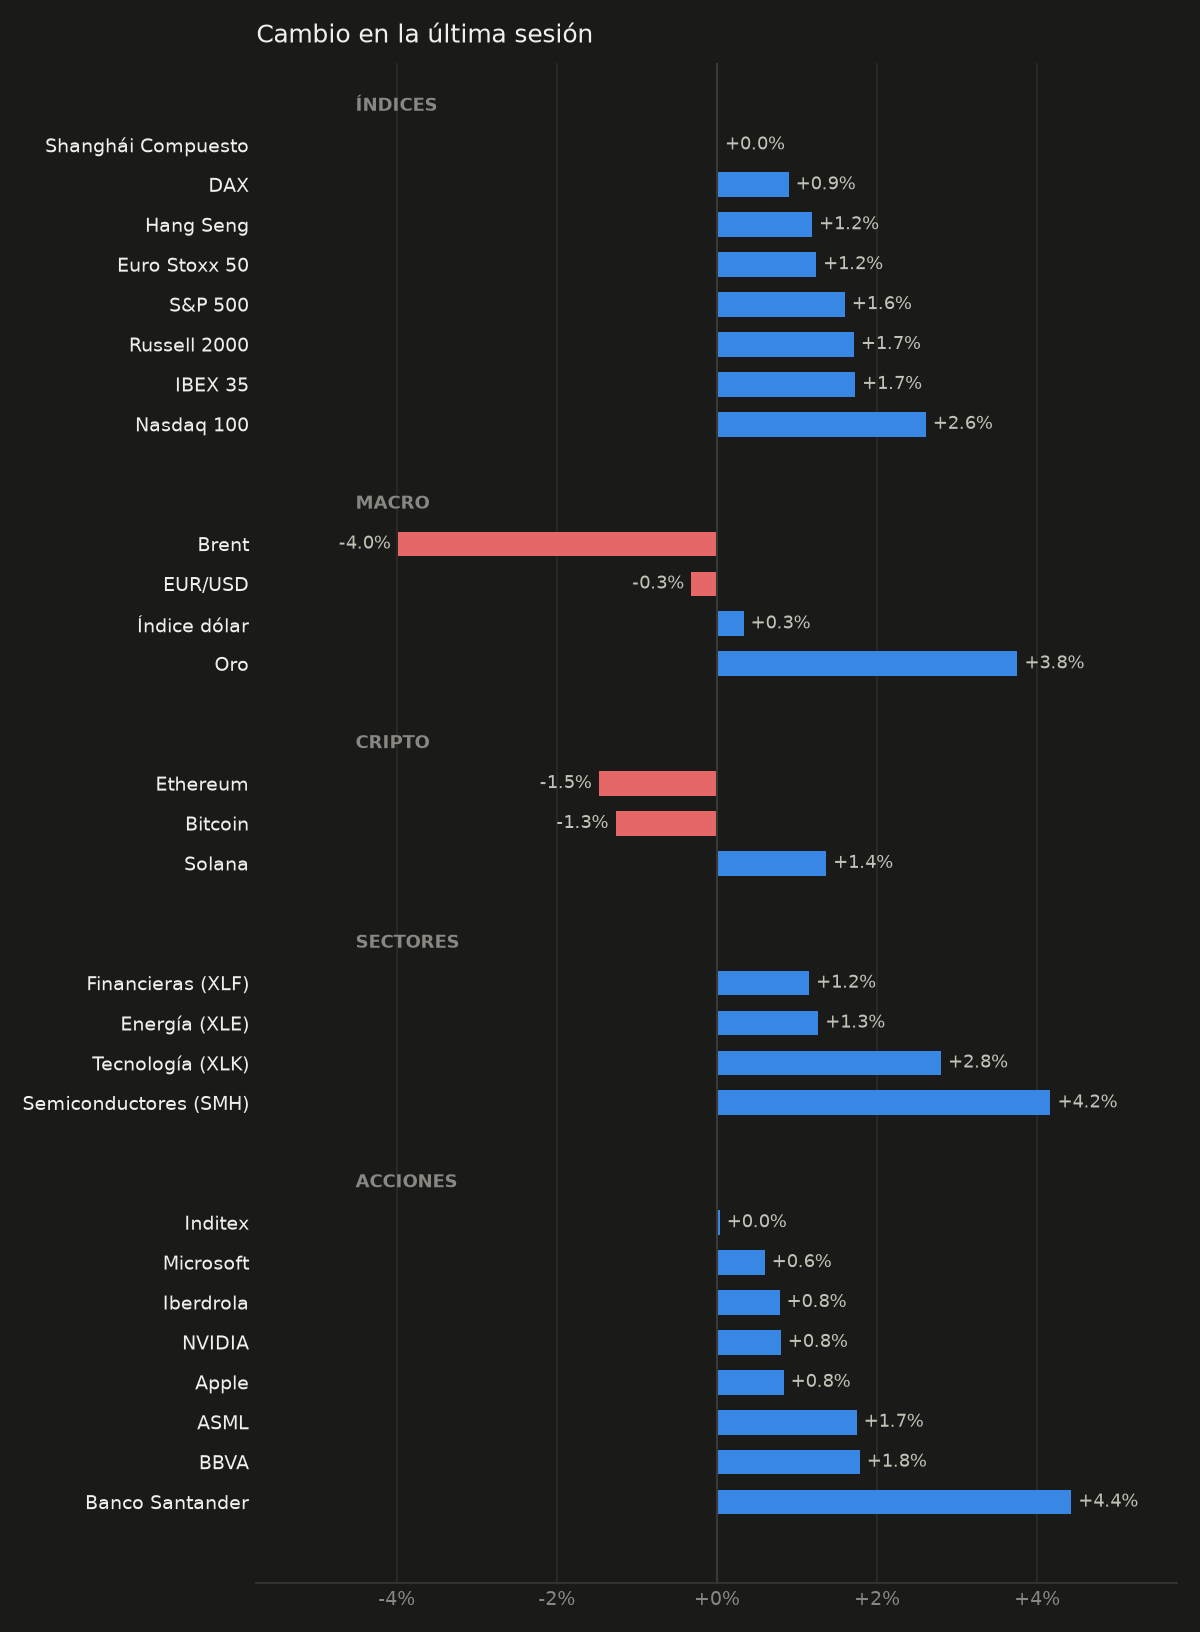 Cambio en la última sesión
ÍNDICES
Shanghái Compuesto +0.0%
DAX +0.9%
Hang Seng +1.2%
Euro Stoxx 50 +1.2%
S&P 500 +1.6%
Russell 2000 +1.7%
IBEX 35 +1.7%
Nasdaq 100 +2.6%
MACRO
Brent -4.0%
EUR/USD -0.3%
Índice dólar +0.3%
Oro +3.8%
CRIPTO
Ethereum -1.5%
Bitcoin -1.3%
Solana +1.4%
SECTORES
Financieras (XLF) +1.2%
Energía (XLE) +1.3%
Tecnología (XLK) +2.8%
Semiconductores (SMH) +4.2%
ACCIONES
Inditex +0.0%
Microsoft +0.6%
Iberdrola +0.8%
NVIDIA +0.8%
Apple +0.8%
ASML +1.7%
BBVA +1.8%
Banco Santander +4.4%
-4% -2% +0% +2% +4%